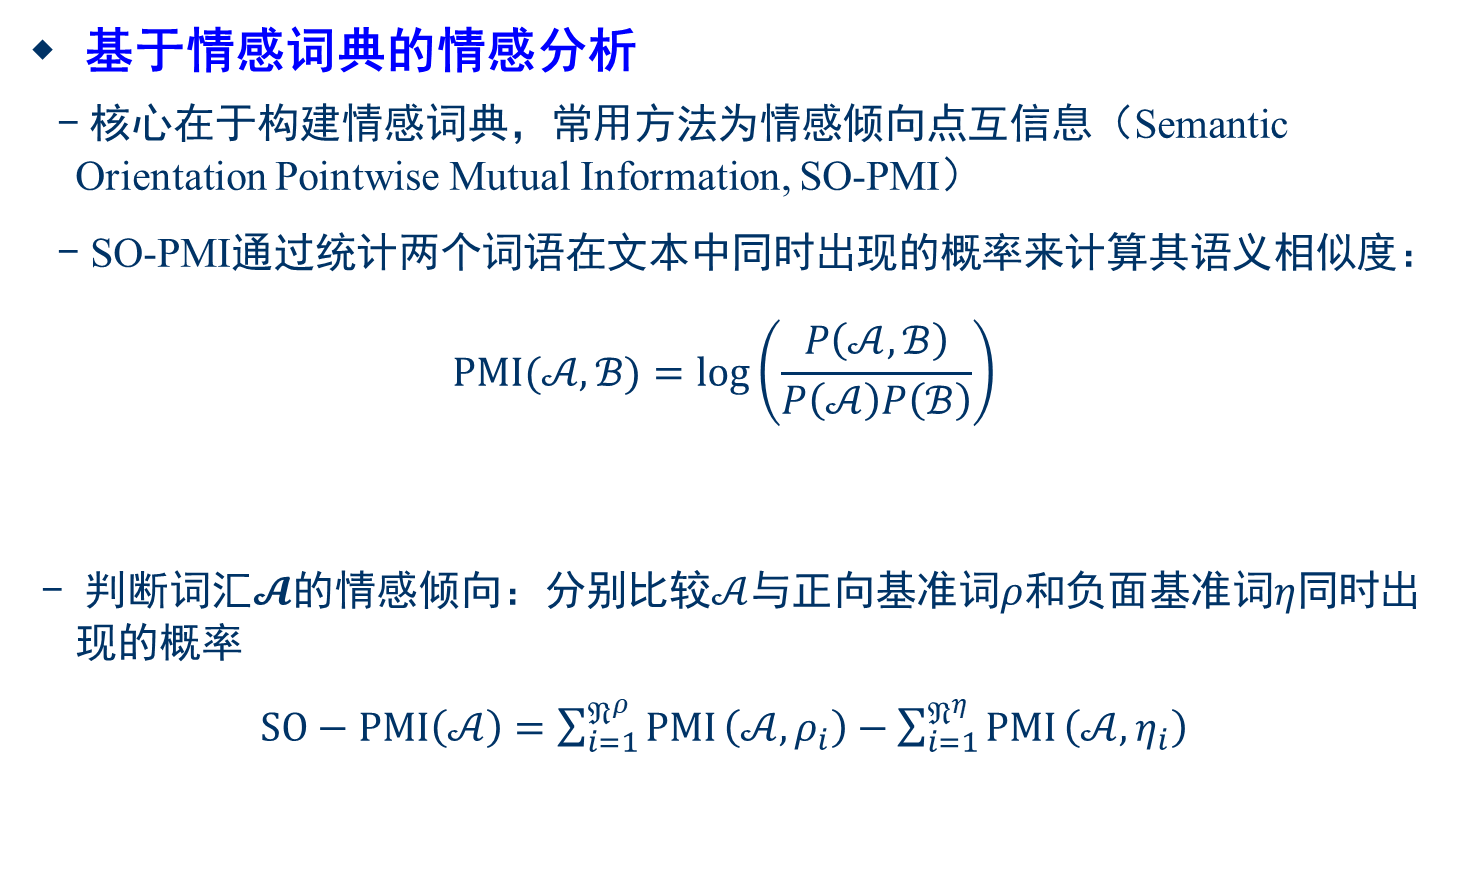 ◆ 基于情感词典的情感分析
− 核心在于构建情感词典，常用方法为情感倾向点互信息（Semantic
Orientation Pointwise Mutual Information, SO-PMI）
− SO-PMI通过统计两个词语在文本中同时出现的概率来计算其语义相似度：
PMI(𝒜,ℬ) = log(P(𝒜,ℬ) / P(𝒜)P(ℬ))
− 判断词汇𝓐的情感倾向：分别比较𝒜与正向基准词ρ和负面基准词η同时出
现的概率
SO − PMI(𝒜) = ∑_{i=1}^{𝔑^ρ} PMI (𝒜, ρ_i) − ∑_{i=1}^{𝔑^η} PMI (𝒜, η_i)